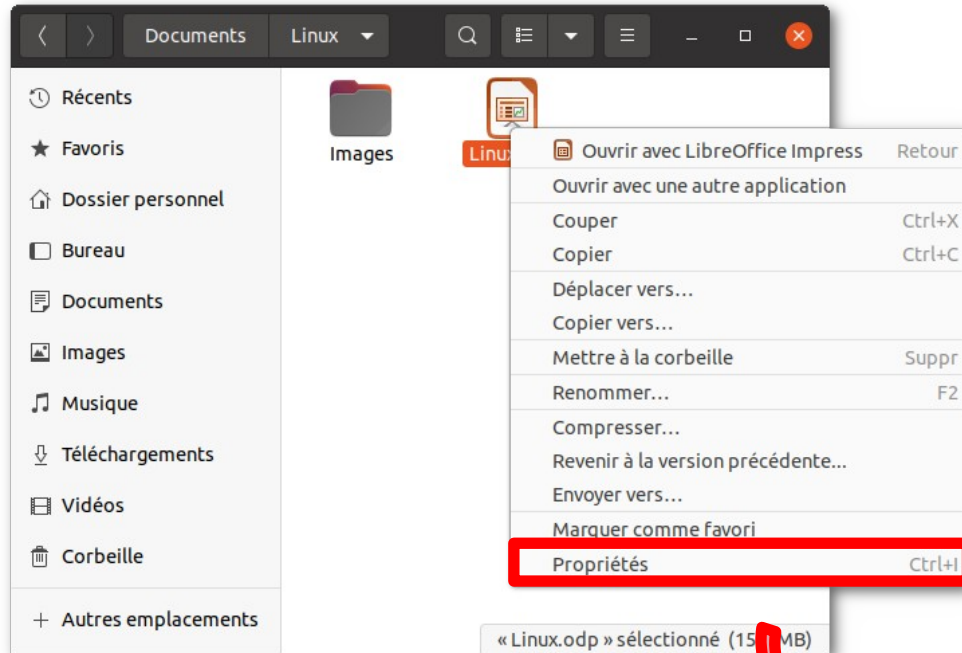 Documents Linux
Récents
Favoris
Dossier personnel
Bureau
Documents
Images
Musique
Téléchargements
Vidéos
Corbeille
+ Autres emplacements
Images
Ouvrir avec LibreOffice Impress Retour
Ouvrir avec une autre application
Couper Ctrl+X
Copier Ctrl+C
Déplacer vers…
Copier vers…
Mettre à la corbeille Suppr
Renommer… F2
Compresser…
Revenir à la version précédente...
Envoyer vers…
Marquer comme favori
Propriétés Ctrl+I
« Linux.odp » sélectionné MB)